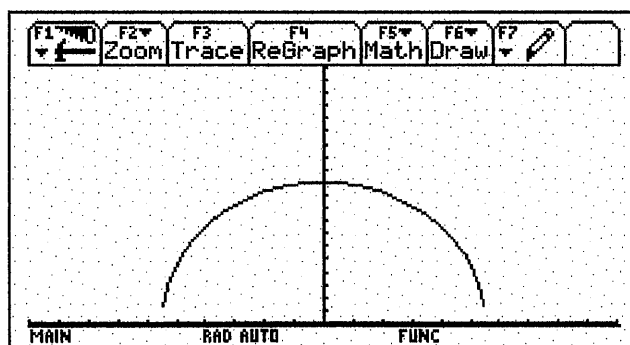 F1 F2 F3 F4 F5 F6 F7
Zoom Trace ReGraph Math Draw
MAIN RAD AUTO FUNC